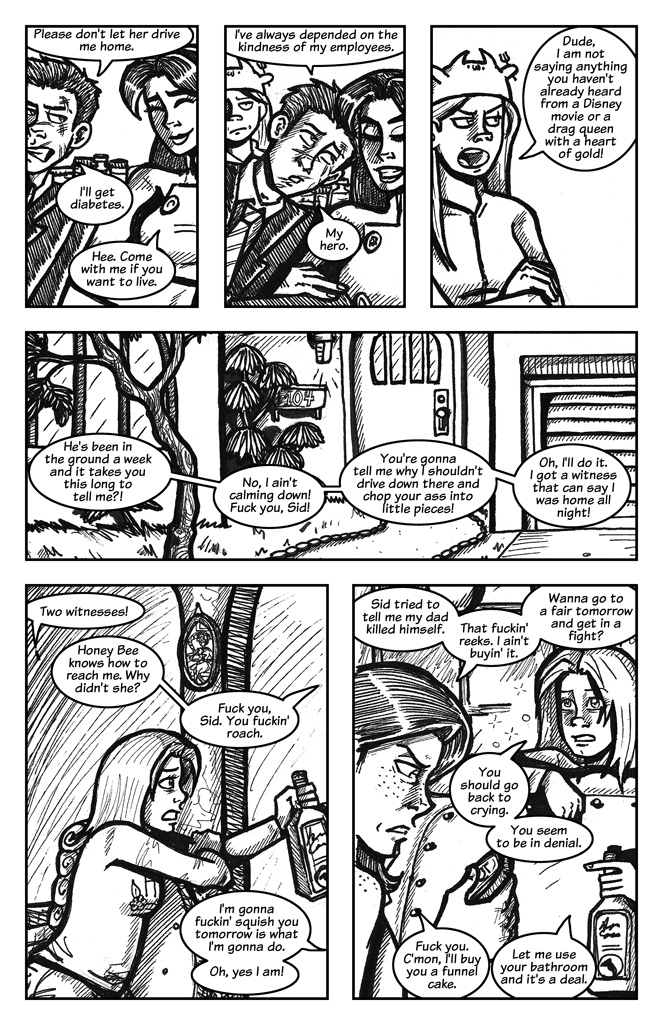 Please don't let her drive
me home.
I'll get
diabetes.
Hee. Come
with me if you
want to live.
I've always depended on the
kindness of my employees.
My
hero.
Dude,
I am not
saying anything
you haven't
already heard
from a Disney
movie or a
drag queen
with a heart
of gold!
104
He's been in
the ground a week
and it takes you
this long to
tell me?!
No, I ain't
calming down!
Fuck you, Sid!
You're gonna
tell me why I shouldn't
drive down there and
chop your ass into
little pieces!
Oh, I'll do it.
I got a witness
that can say I
was home all
night!
Two witnesses!
Honey Bee
knows how to
reach me. Why
didn't she?
Fuck you,
Sid. You fuckin'
roach.
I'm gonna
fuckin' squish you
tomorrow is what
I'm gonna do.
Oh, yes I am!
Sid tried to
tell me my dad
killed himself.
That fuckin'
reeks. I ain't
buyin' it.
Wanna go to
a fair tomorrow
and get in a
fight?
You
should go
back to
crying.
You seem
to be in denial.
Fuck you.
C'mon, I'll buy
you a funnel
cake.
Let me use
your bathroom
and it's a deal.